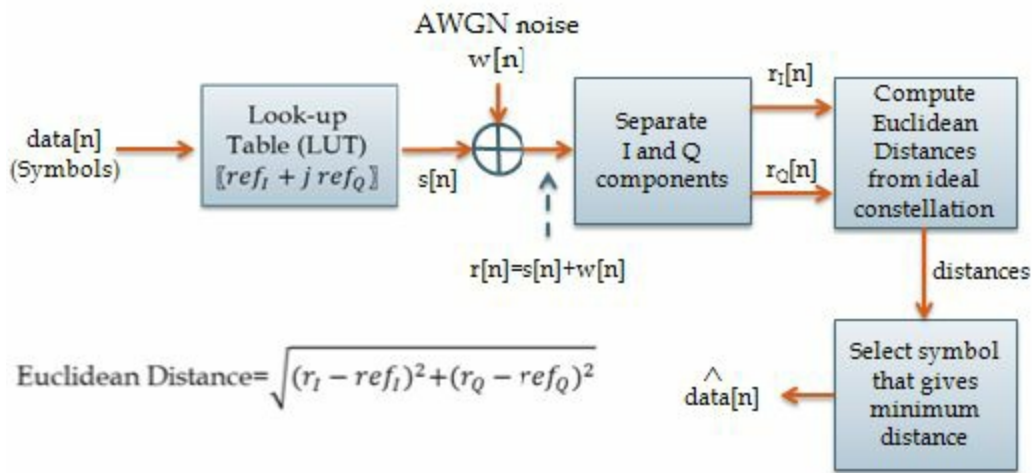 AWGN noise
w[n]
data[n]
(Symbols)
Look-up
Table (LUT)
⟦ref_I + j ref_Q⟧
s[n]
r[n]=s[n]+w[n]
Separate
I and Q
components
r_I[n]
r_Q[n]
Compute
Euclidean
Distances
from ideal
constellation
distances
Select symbol
that gives
minimum
distance
^
data[n]
Euclidean Distance=√((r_I − ref_I)²+(r_Q − ref_Q)²)